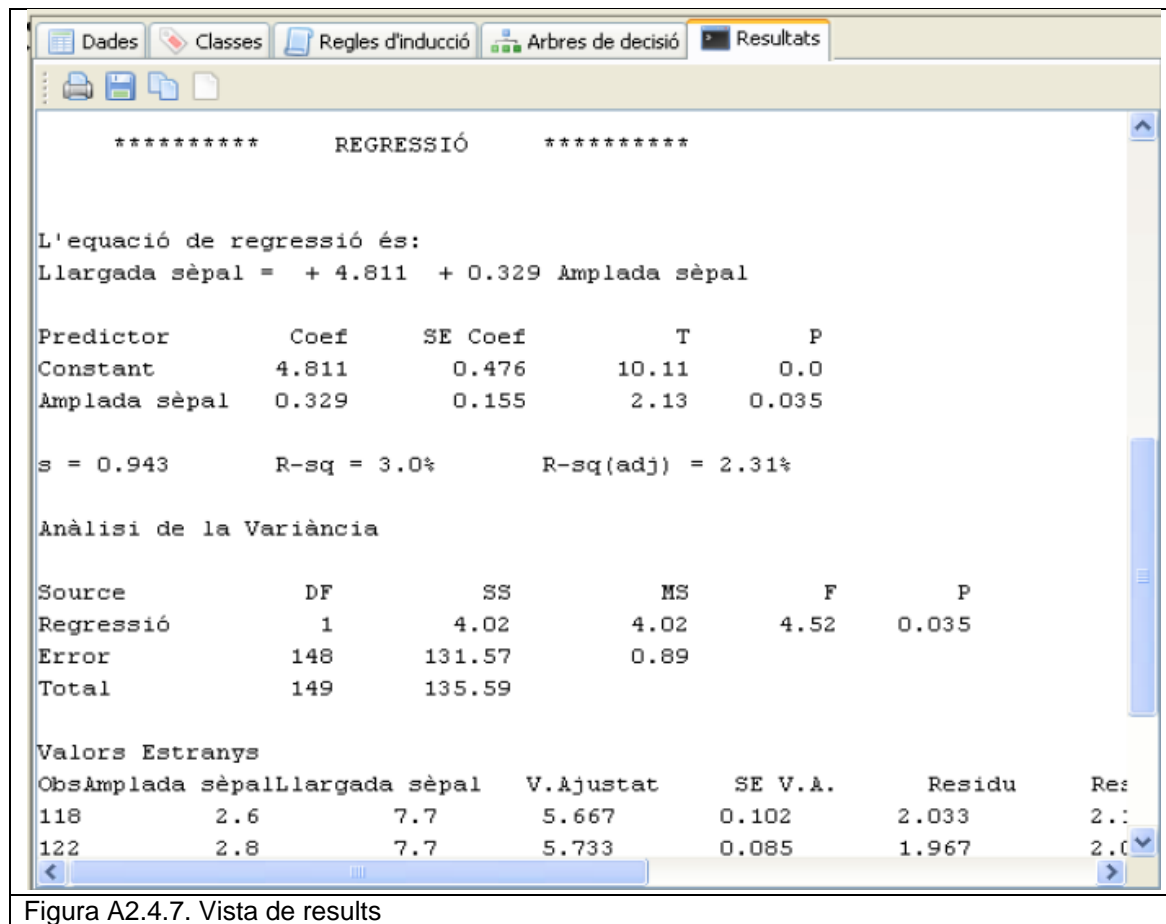 Dades Classes Regles d'inducció Arbres de decisió Resultats
********** REGRESSIÓ **********
L'equació de regressió és:
Llargada sèpal = + 4.811 + 0.329 Amplada sèpal
Predictor Coef SE Coef T P
Constant 4.811 0.476 10.11 0.0
Amplada sèpal 0.329 0.155 2.13 0.035
s = 0.943 R-sq = 3.0% R-sq(adj) = 2.31%
Anàlisi de la Variància
Source DF SS MS F P
Regressió 1 4.02 4.02 4.52 0.035
Error 148 131.57 0.89
Total 149 135.59
Valors Estranys
ObsAmplada sèpalLlargada sèpal V.Ajustat SE V.A. Residu
118 2.6 7.7 5.667 0.102 2.033
122 2.8 7.7 5.733 0.085 1.967
Figura A2.4.7. Vista de results